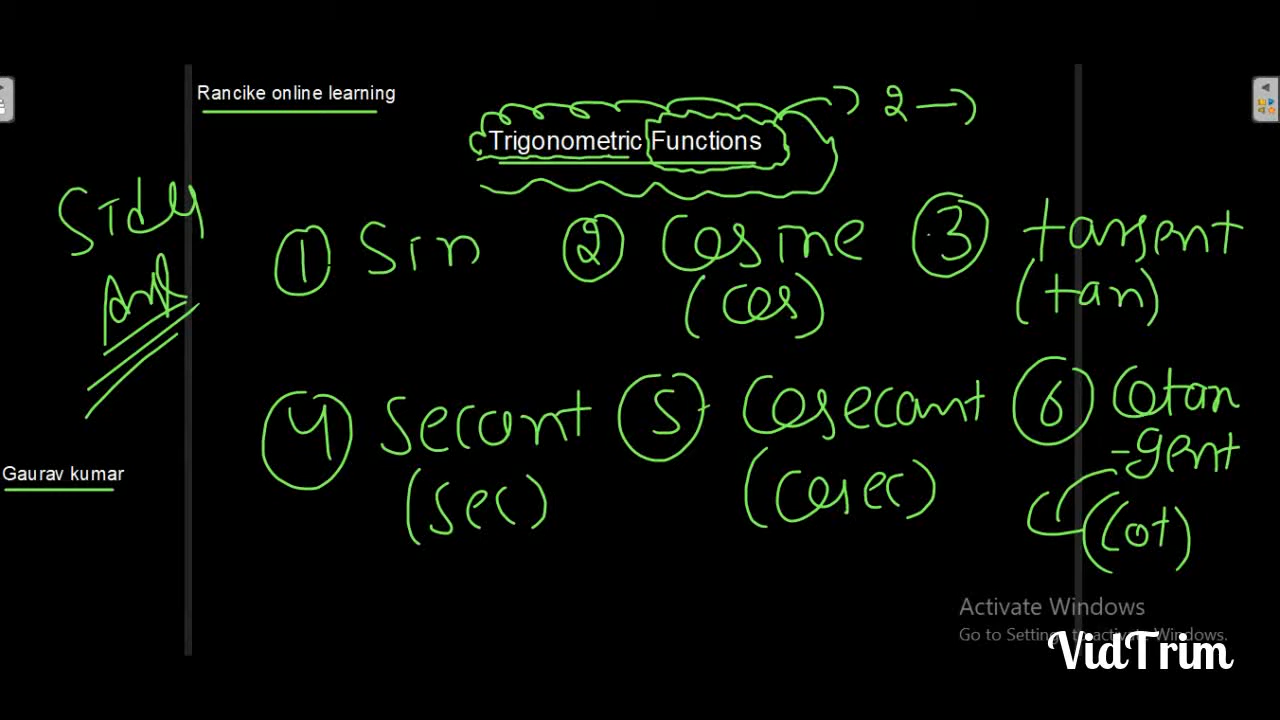 Rancike online learning
Trigonometric Functions
2
① Sin ② Cosine ③ tangent
(cos) (tan)
④ Secant ⑤ Cosecant ⑥ Cotan
-gent
(sec) (cosec) (cot)
Gaurav kumar
Activate Windows
Go to Settings to activate Windows.
VidTrim